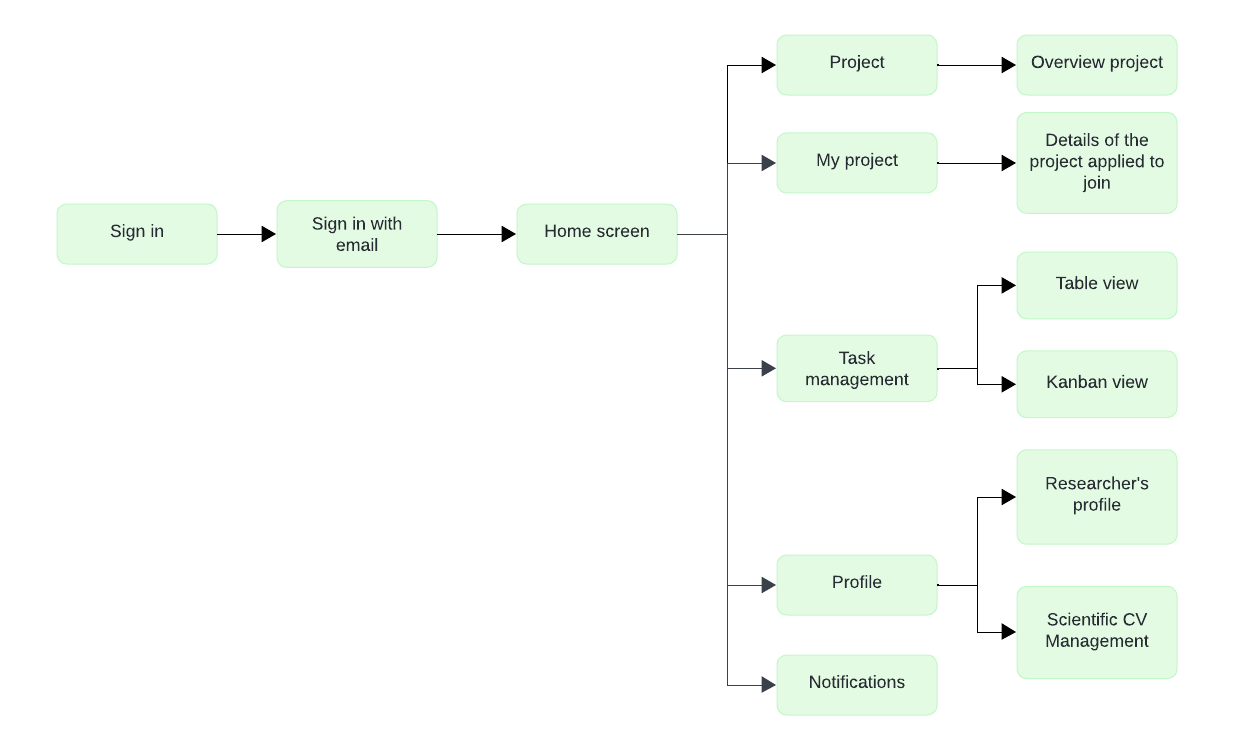 Sign in
Sign in with
email
Home screen
Project
Overview project
My project
Details of the
project applied to
join
Task
management
Table view
Kanban view
Profile
Researcher's
profile
Scientific CV
Management
Notifications